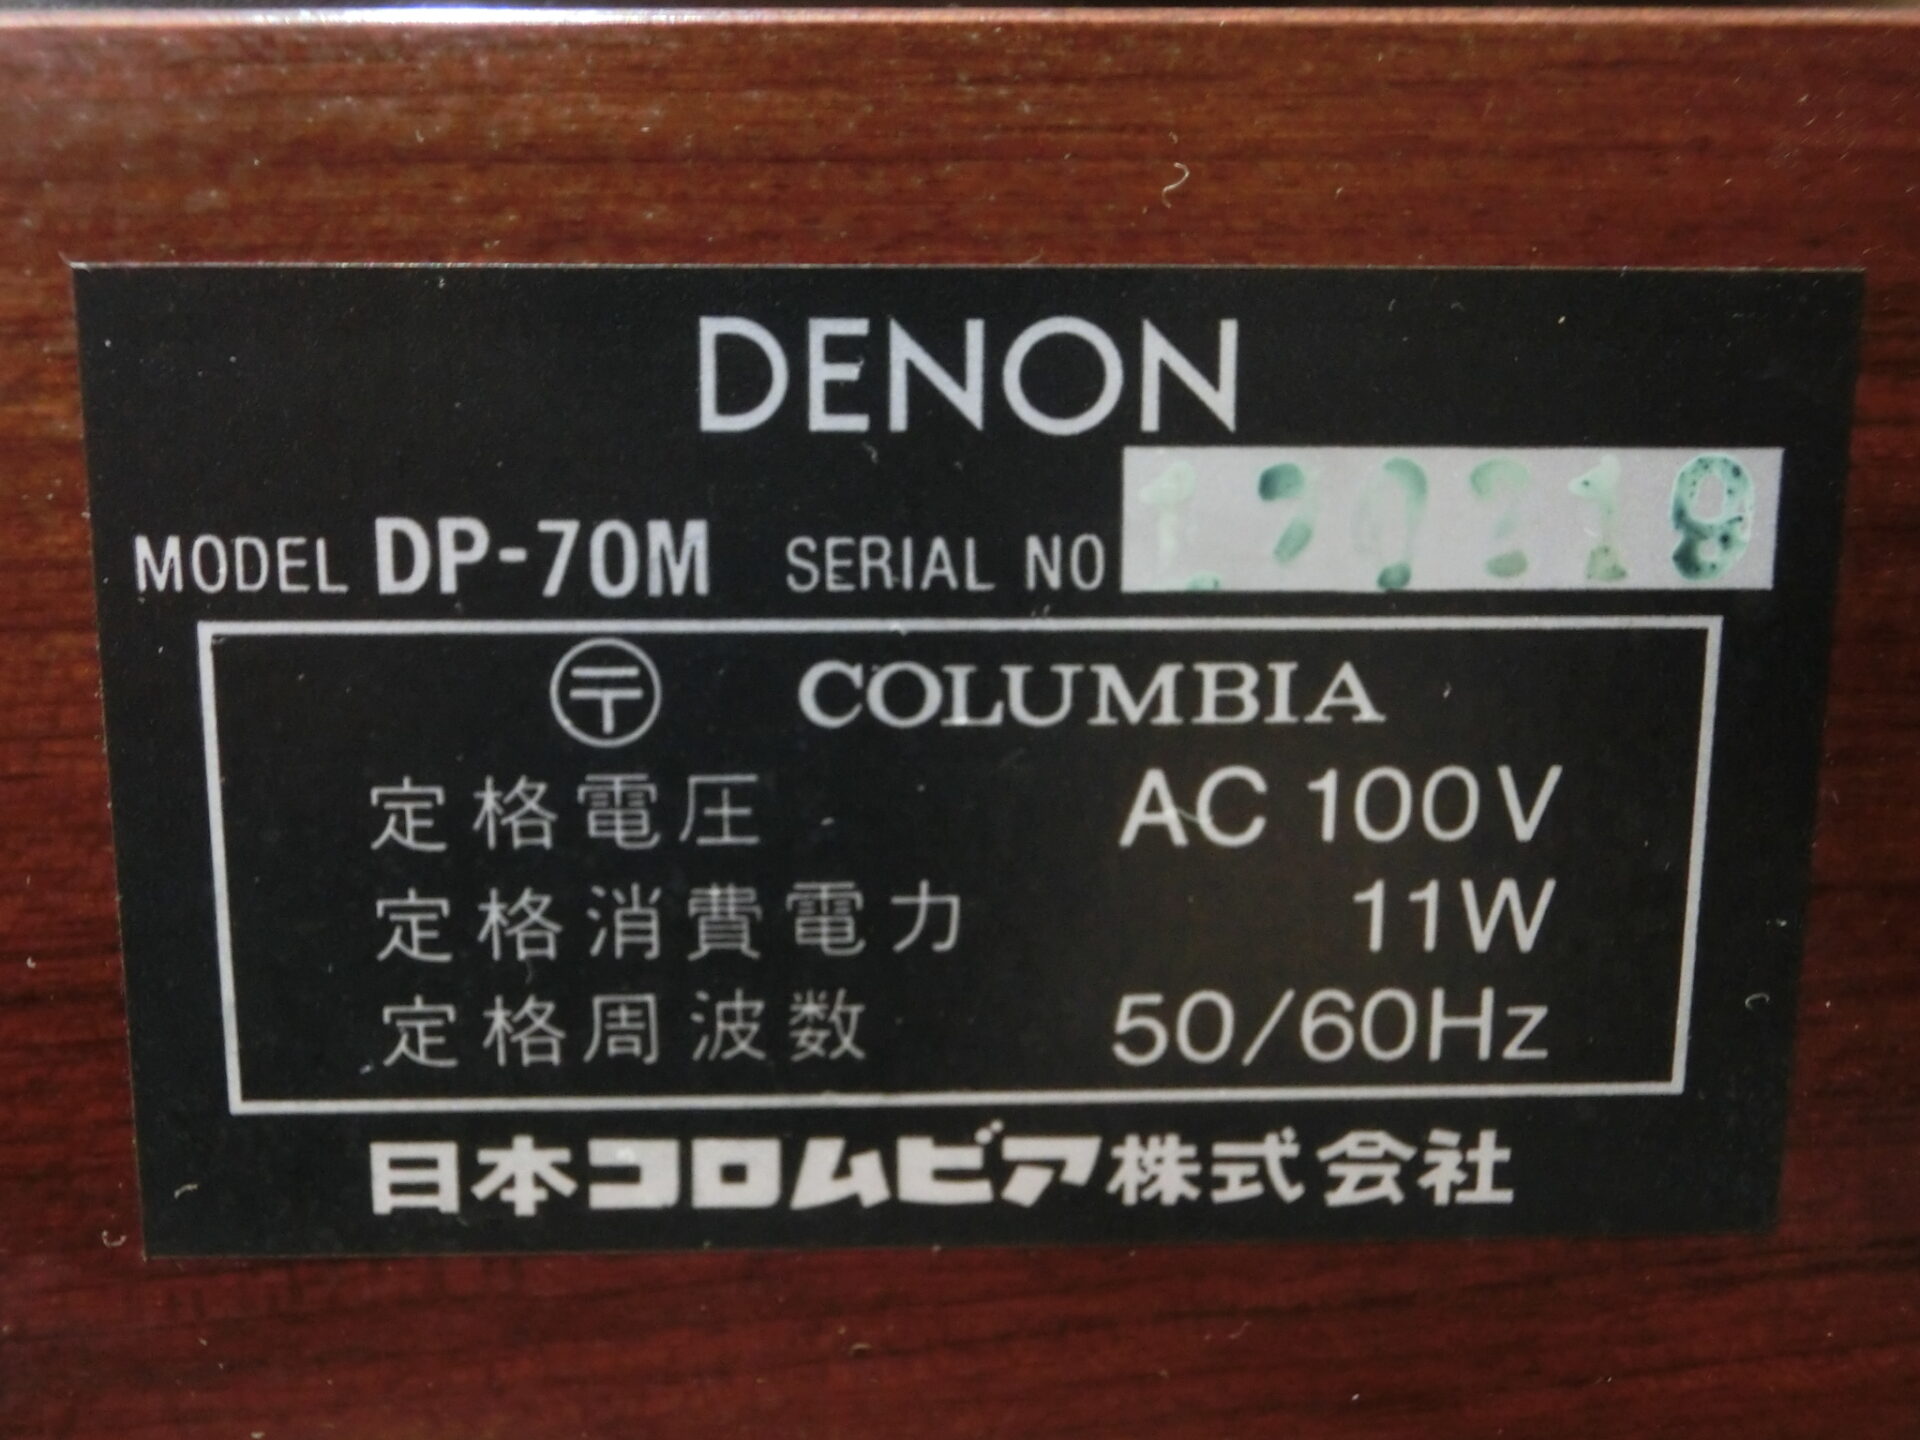 DENON
MODEL DP-70M SERIAL NO
〶 COLUMBIA
定格電圧 AC 100V
定格消費電力 11W
定格周波数 50/60Hz
日本コロムビア株式会社